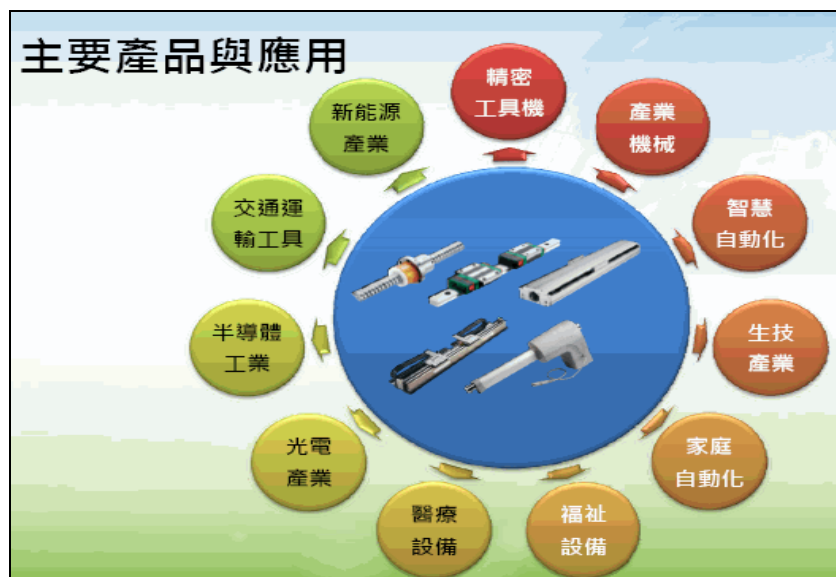 主要產品與應用
精密
工具機
產業
機械
智慧
自動化
生技
產業
家庭
自動化
福祉
設備
醫療
設備
光電
產業
半導體
工業
交通運
輸工具
新能源
產業